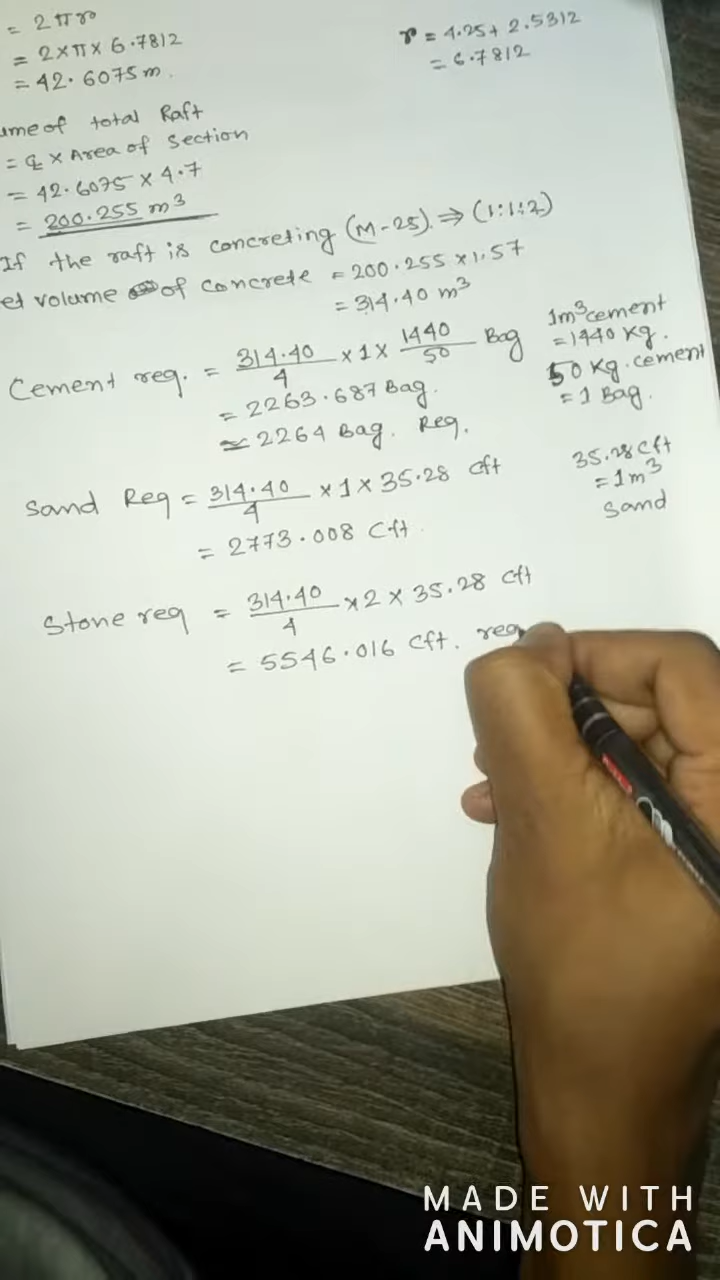 = 2πr
= 2×π× 6.7812
= 42.6075 m.
r = 4.25 + 2.5312
= 6.7812
ume of total Raft
= ℄ × Area of Section
= 42.6075 × 4.7
= 200.255 m³
If the raft is concreting (M-25). ⇒ (1:1:2)
et volume of concrete = 200.255 × 1.57
= 314.40 m³
Cement req. = 314.40/4 × 1 × 1440/50 Bag
= 2263.687 Bag.
≃ 2264 Bag. Req.
1m³ cement
= 1440 Kg.
50 Kg. cement
= 1 Bag.
Sand Req = 314.40/4 × 1 × 35.28 cft
= 2773.008 Cft.
35.28 Cft
= 1m³
Sand
Stone req = 314.40/4 × 2 × 35.28 Cft
= 5546.016 Cft. req
MADE WITH
ANIMOTICA